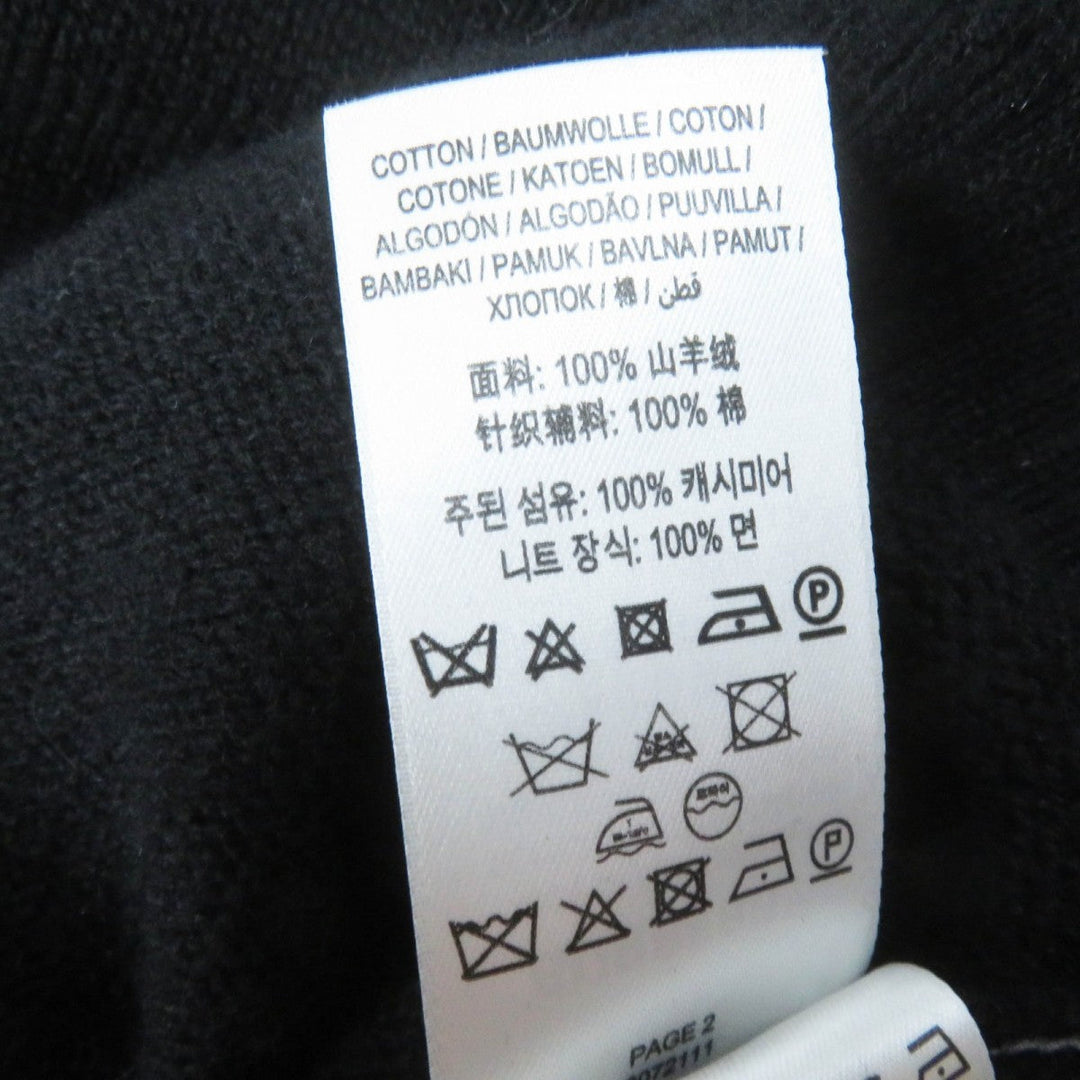 COTTON / BAUMWOLLE / COTON /
COTONE / KATOEN / BOMULL /
ALGODÓN / ALGODÃO / PUUVILLA /
BAMBAKI / PAMUK / BAVLNA / PAMUT /
ХЛОПОК / 棉 / قطن
面料: 100% 山羊绒
针织辅料: 100% 棉
주된 섬유: 100% 캐시미어
니트 장식: 100% 면
P
P
PAGE 2
072111